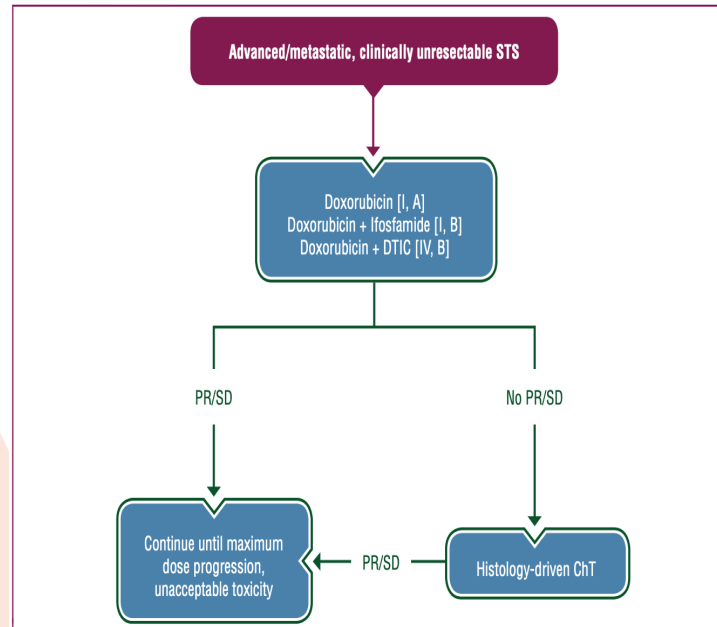 Advanced/metastatic, clinically unresectable STS
Doxorubicin [I, A]
Doxorubicin + Ifosfamide [I, B]
Doxorubicin + DTIC [IV, B]
PR/SD
No PR/SD
Continue until maximum
dose progression,
unacceptable toxicity
PR/SD
Histology-driven ChT